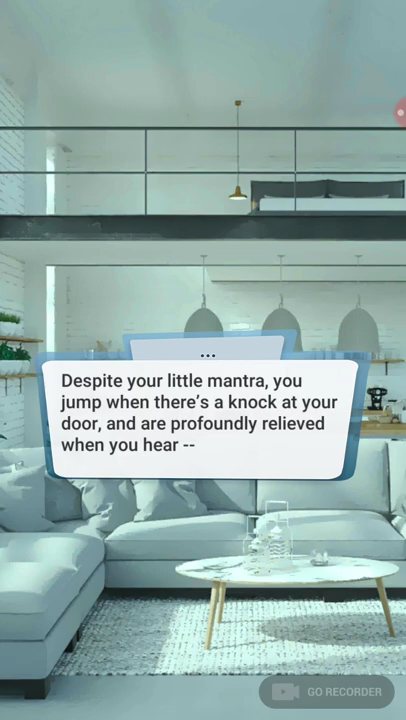 ...
Despite your little mantra, you
jump when there's a knock at your
door, and are profoundly relieved
when you hear --
GO RECORDER